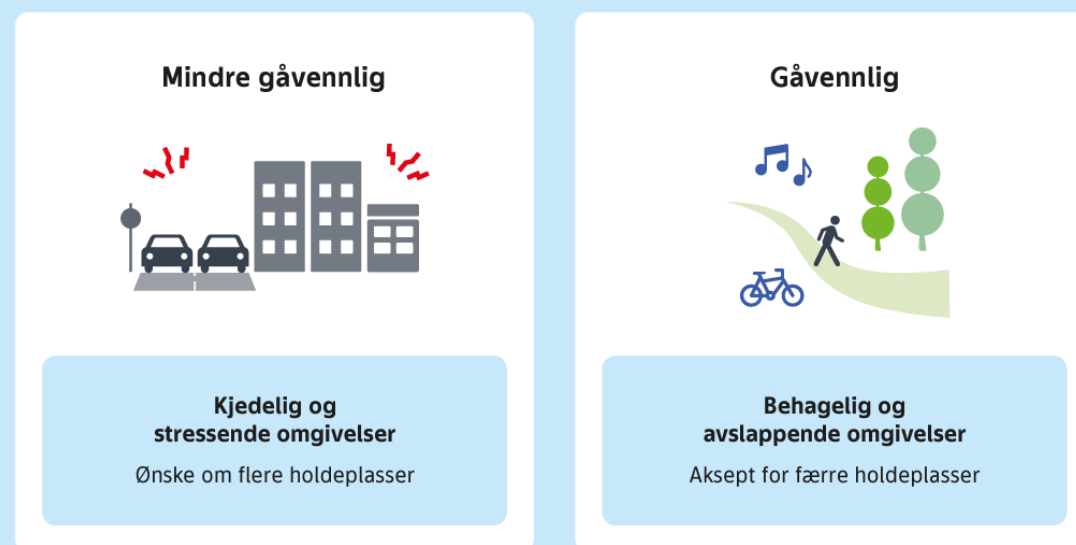 Mindre gåvennlig
Kjedelig og
stressende omgivelser
Ønske om flere holdeplasser
Gåvennlig
Behagelig og
avslappende omgivelser
Aksept for færre holdeplasser